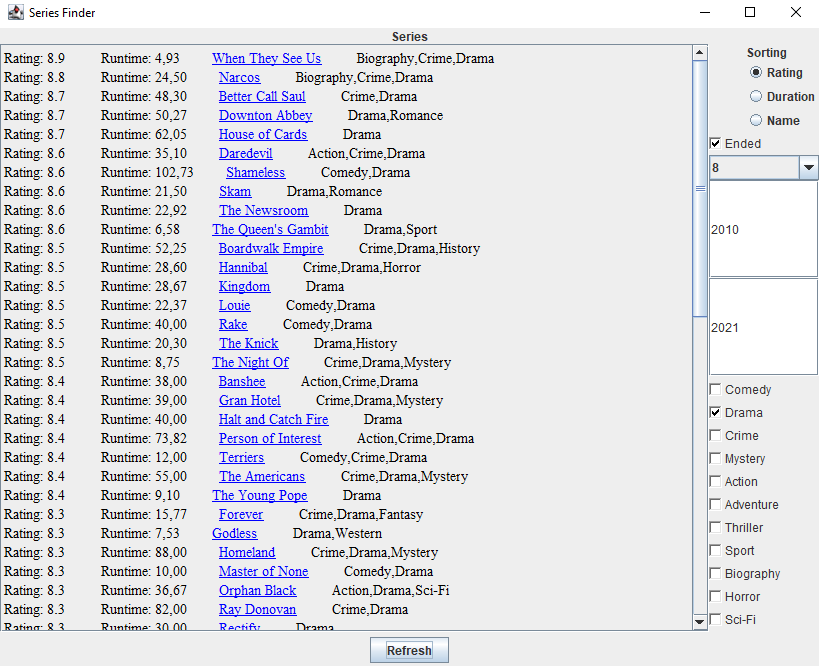 Series Finder
Series
Rating: 8.9 Runtime: 4,93 When They See Us Biography,Crime,Drama
Rating: 8.8 Runtime: 24,50 Narcos Biography,Crime,Drama
Rating: 8.7 Runtime: 48,30 Better Call Saul Crime,Drama
Rating: 8.7 Runtime: 50,27 Downton Abbey Drama,Romance
Rating: 8.7 Runtime: 62,05 House of Cards Drama
Rating: 8.6 Runtime: 35,10 Daredevil Action,Crime,Drama
Rating: 8.6 Runtime: 102,73 Shameless Comedy,Drama
Rating: 8.6 Runtime: 21,50 Skam Drama,Romance
Rating: 8.6 Runtime: 22,92 The Newsroom Drama
Rating: 8.6 Runtime: 6,58 The Queen's Gambit Drama,Sport
Rating: 8.5 Runtime: 52,25 Boardwalk Empire Crime,Drama,History
Rating: 8.5 Runtime: 28,60 Hannibal Crime,Drama,Horror
Rating: 8.5 Runtime: 28,67 Kingdom Drama
Rating: 8.5 Runtime: 22,37 Louie Comedy,Drama
Rating: 8.5 Runtime: 40,00 Rake Comedy,Drama
Rating: 8.5 Runtime: 20,30 The Knick Drama,History
Rating: 8.5 Runtime: 8,75 The Night Of Crime,Drama,Mystery
Rating: 8.4 Runtime: 38,00 Banshee Action,Crime,Drama
Rating: 8.4 Runtime: 39,00 Gran Hotel Crime,Drama,Mystery
Rating: 8.4 Runtime: 40,00 Halt and Catch Fire Drama
Rating: 8.4 Runtime: 73,82 Person of Interest Action,Crime,Drama
Rating: 8.4 Runtime: 12,00 Terriers Comedy,Crime,Drama
Rating: 8.4 Runtime: 55,00 The Americans Crime,Drama,Mystery
Rating: 8.4 Runtime: 9,10 The Young Pope Drama
Rating: 8.3 Runtime: 15,77 Forever Crime,Drama,Fantasy
Rating: 8.3 Runtime: 7,53 Godless Drama,Western
Rating: 8.3 Runtime: 88,00 Homeland Crime,Drama,Mystery
Rating: 8.3 Runtime: 10,00 Master of None Comedy,Drama
Rating: 8.3 Runtime: 36,67 Orphan Black Action,Drama,Sci-Fi
Rating: 8.3 Runtime: 82,00 Ray Donovan Crime,Drama
Rating: 8.3 Runtime: 30,00 Rectify Drama
Sorting
Rating
Duration
Name
Ended
8
2010
2021
Comedy
Drama
Crime
Mystery
Action
Adventure
Thriller
Sport
Biography
Horror
Sci-Fi
Refresh